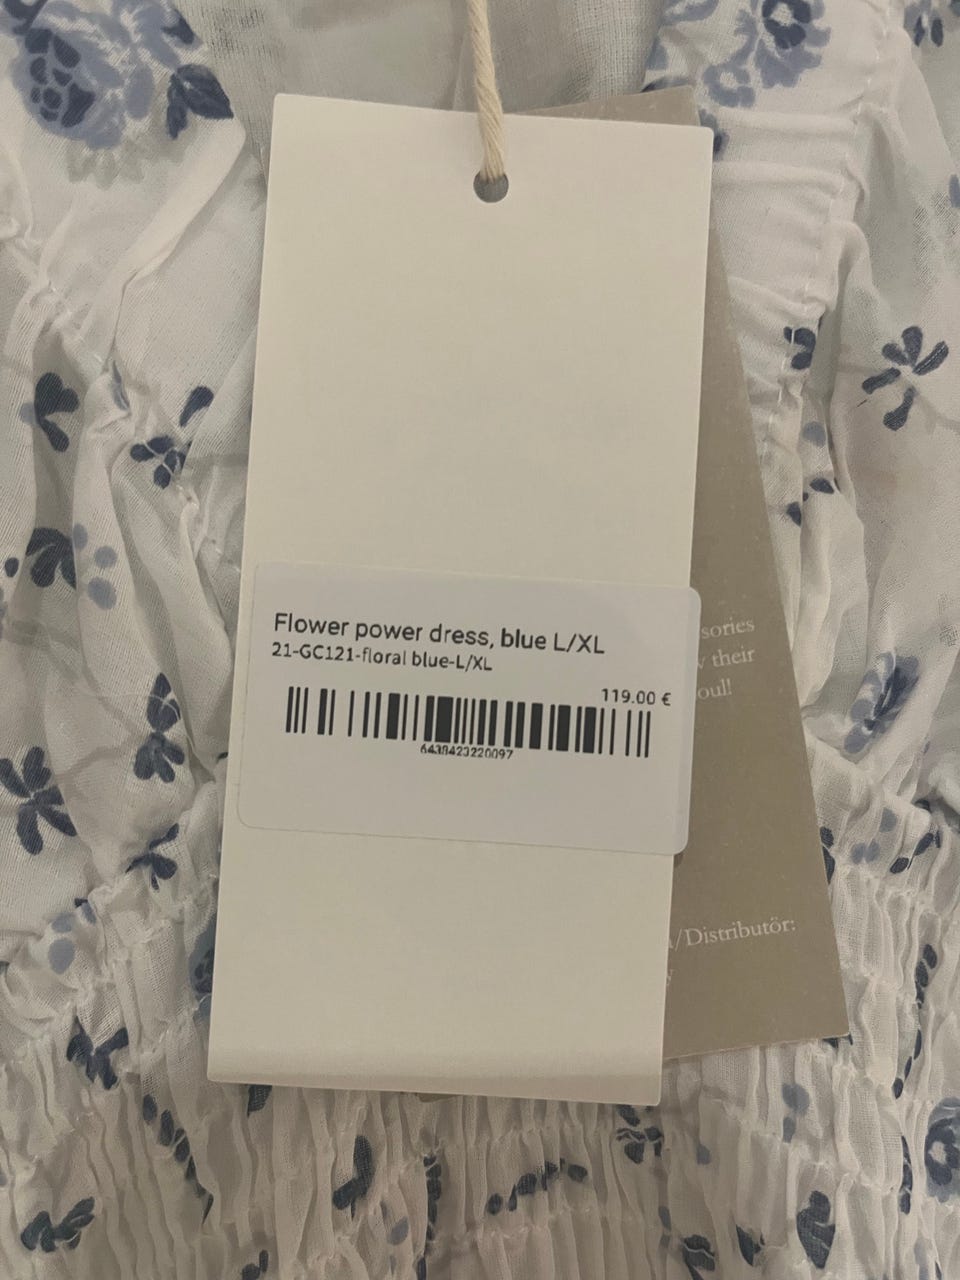 Flower power dress, blue L/XL
21-GC121-floral blue-L/XL
119.00 €
6438423220097
sories
their
oul!
/Distributör: